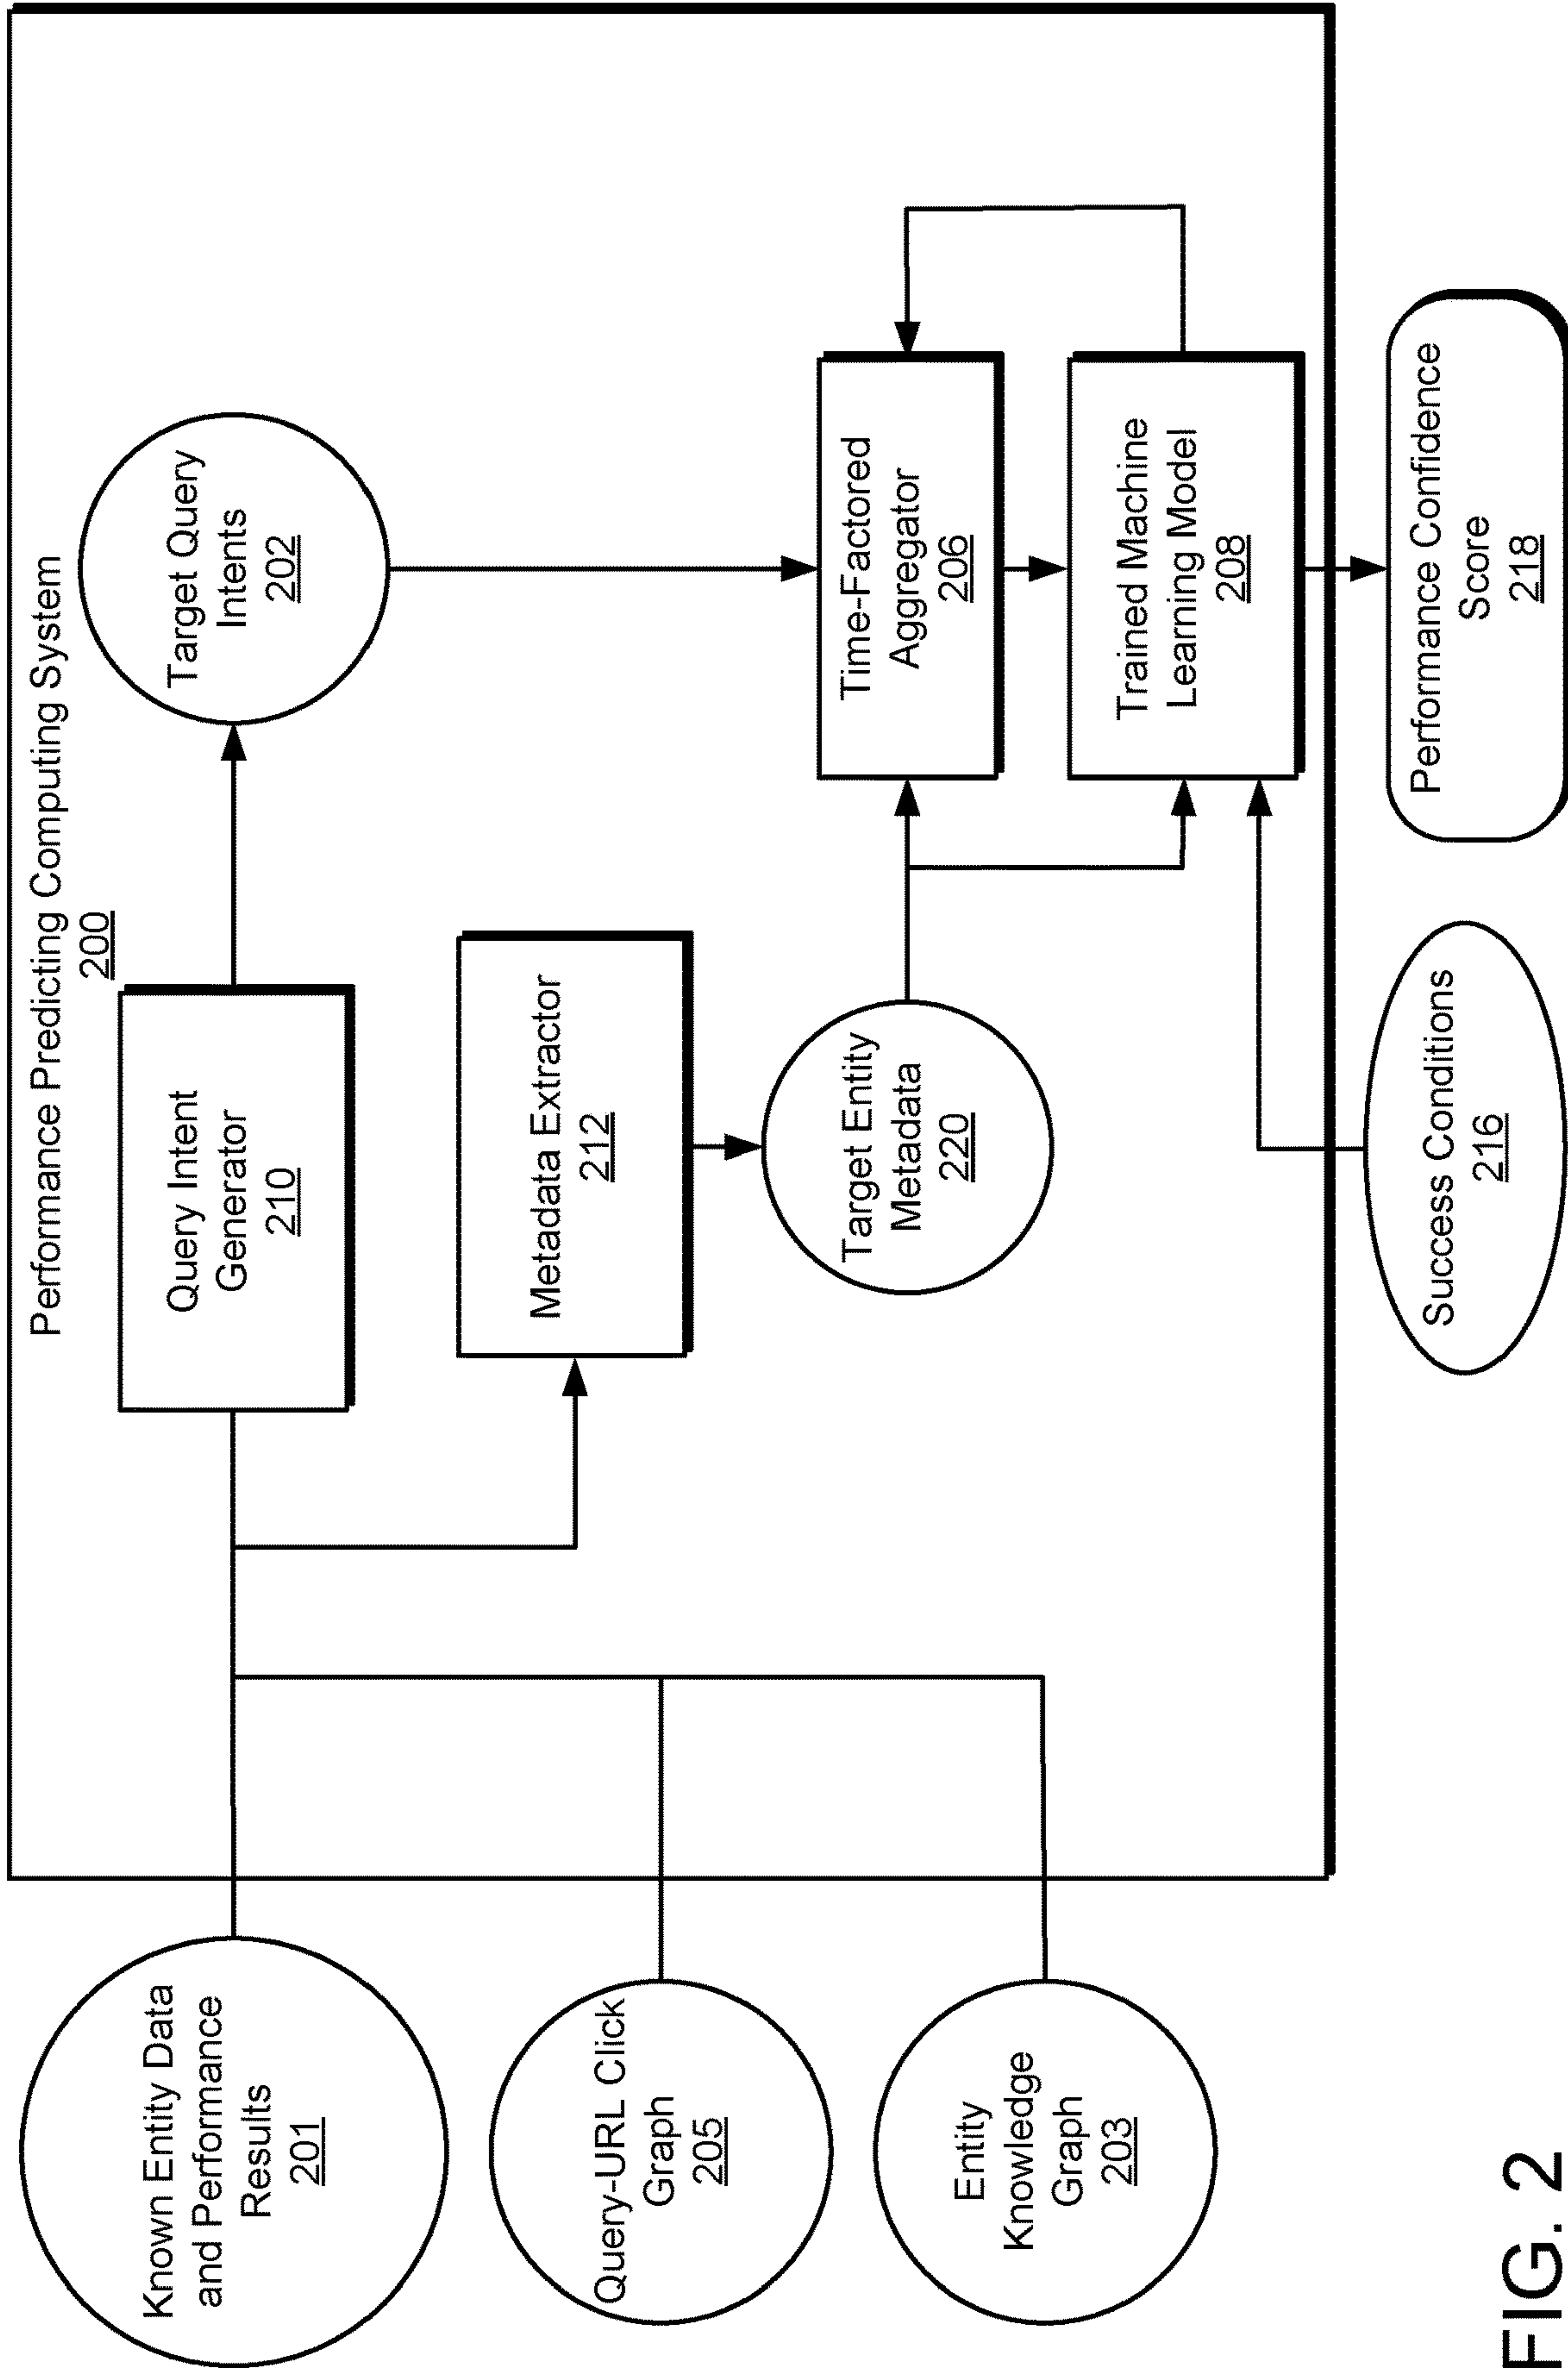 Performance Predicting Computing System
200
Known Entity Data
and Performance
Results
201
Query-URL Click
Graph
205
Entity
Knowledge
Graph
203
Query Intent
Generator
210
Target Query
Intents
202
Metadata Extractor
212
Target Entity
Metadata
220
Time-Factored
Aggregator
206
Trained Machine
Learning Model
208
Success Conditions
216
Performance Confidence
Score
218
FIG. 2